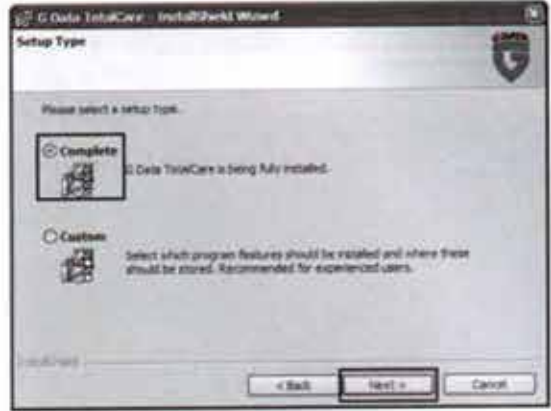 G Data TotalCare - InstallShield Wizard
Setup Type
G DATA
Please select a setup type.
Complete
G Data TotalCare is being fully installed.
Custom
Select which program features should be installed and where these
should be stored. Recommended for experienced users.
InstallShield
< Back
Next >
Cancel